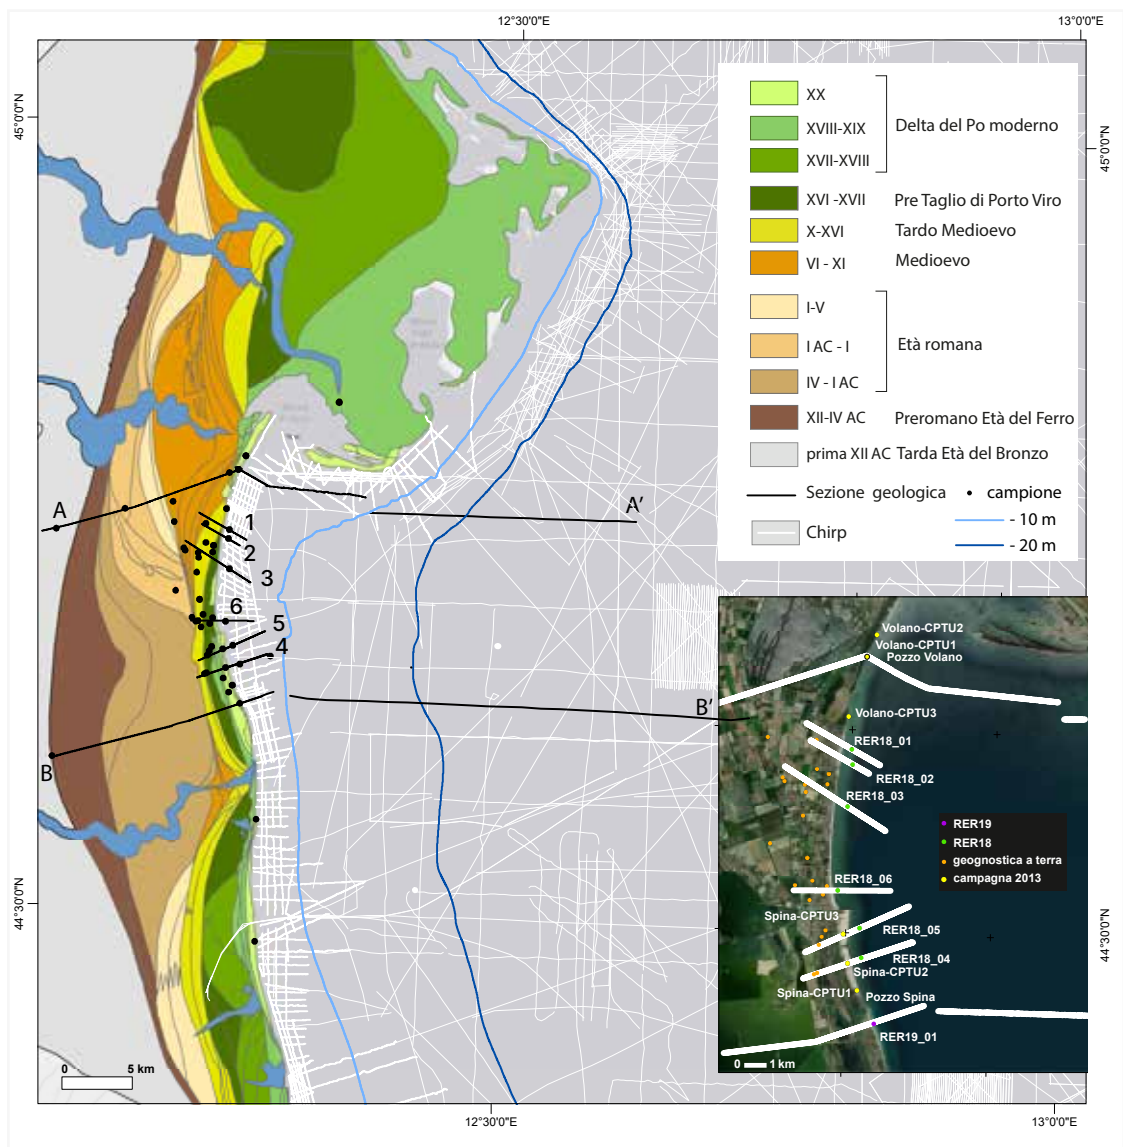 12°30'0"E
13°0'0"E
45°0'0"N
45°0'0"N
XX
XVIII-XIX
Delta del Po moderno
XVII-XVIII
XVI -XVII
Pre Taglio di Porto Viro
X-XVI
Tardo Medioevo
VI - XI
Medioevo
I-V
I AC - I
Età romana
IV - I AC
XII-IV AC
Preromano Età del Ferro
prima XII AC
Tarda Età del Bronzo
Sezione geologica
campione
Chirp
- 10 m
- 20 m
A
A'
1
2
3
6
5
4
B
B'
Volano-CPTU2
Volano-CPTU1
Pozzo Volano
Volano-CPTU3
RER18_01
RER18_02
RER18_03
RER19
RER18
geognostica a terra
campagna 2013
RER18_06
Spina-CPTU3
RER18_05
RER18_04
Spina-CPTU2
Spina-CPTU1
Pozzo Spina
RER19_01
0 1 km
44°30'0"N
44°30'0"N
0 5 km
12°30'0"E
13°0'0"E